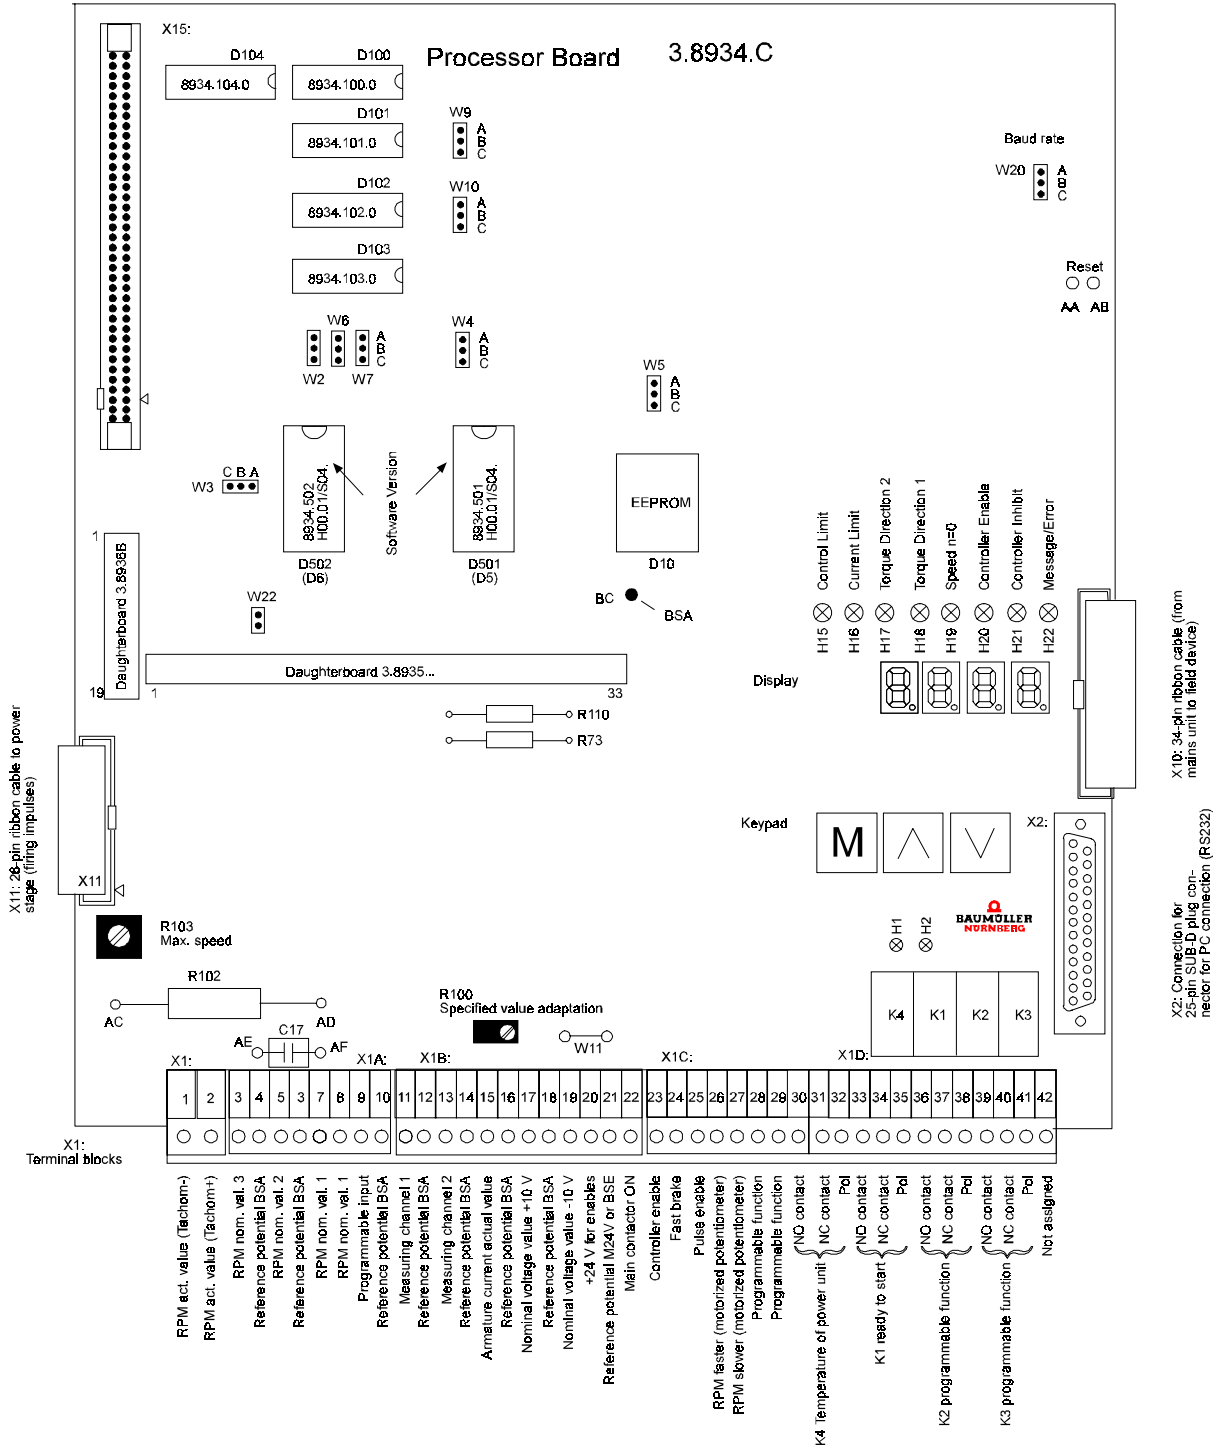 X15:
Processor Board 3.8934.C
D104
8934.104.0
D100
8934.100.0
D101
8934.101.0
D102
8934.102.0
D103
8934.103.0
W9
A
B
C
W10
A
B
C
Baud rate
W20
A
B
C
Reset
AA AB
W6
W2 W7
A
B
C
W4
A
B
C
W5
A
B
C
C B A
W3
8934.502
H00.01/S04.
D502
(D6)
Software Version
8934.501
H00.01/S04.
D501
(D5)
EEPROM
D10
BC
BSA
W22
1
Daughterboard 3.8936B
19
Daughterboard 3.8935...
1
33
R110
R73
Control Limit
Current Limit
Torque Direction 2
Torque Direction 1
Speed n=0
Controller Enable
Controller Inhibit
Message/Error
H15
H16
H17
H18
H19
H20
H21
H22
Display
X10: 34-pin ribbon cable (from
mains unit to field device)
X11: 26-pin ribbon cable to power
stage (firing impulses)
X11
Keypad
M
X2:
X2: Connection for
25-pin SUB-D plug con-
nector for PC connection (RS232)
H1
H2
BAUMÜLLER
NÜRNBERG
R103
Max. speed
R102
AC
AD
AE
C17
AF
R100
Specified value adaptation
W11
K4
K1
K2
K3
X1:
X1A:
X1B:
X1C:
X1D:
1 2 3 4 5 3 7 8 9 10 11 12 13 14 15 16 17 18 19 20 21 22 23 24 25 26 27 28 29 30 31 32 33 34 35 36 37 38 39 40 41 42
X1:
Terminal blocks
RPM act. value (Tachom-)
RPM act. value (Tachom+)
RPM nom. val. 3
Reference potential BSA
RPM nom. val. 2
Reference potential BSA
RPM nom. val. 1
RPM nom. val. 1
Programmable input
Reference potential BSA
Measuring channel 1
Reference potential BSA
Measuring channel 2
Reference potential BSA
Armature current actual value
Reference potential BSA
Nominal voltage value +10 V
Reference potential BSA
Nominal voltage value -10 V
+24 V for enables
Reference potential M24V or BSE
Main contactor ON
Controller enable
Fast brake
Pulse enable
RPM faster (motorized potentiometer)
RPM slower (motorized potentiometer)
Programmable function
Programmable function
NO contact
NC contact
Pol
K4 Temperature of power unit
NO contact
NC contact
Pol
K1 ready to start
NO contact
NC contact
Pol
K2 programmable function
NO contact
NC contact
Pol
K3 programmable function
Not assigned